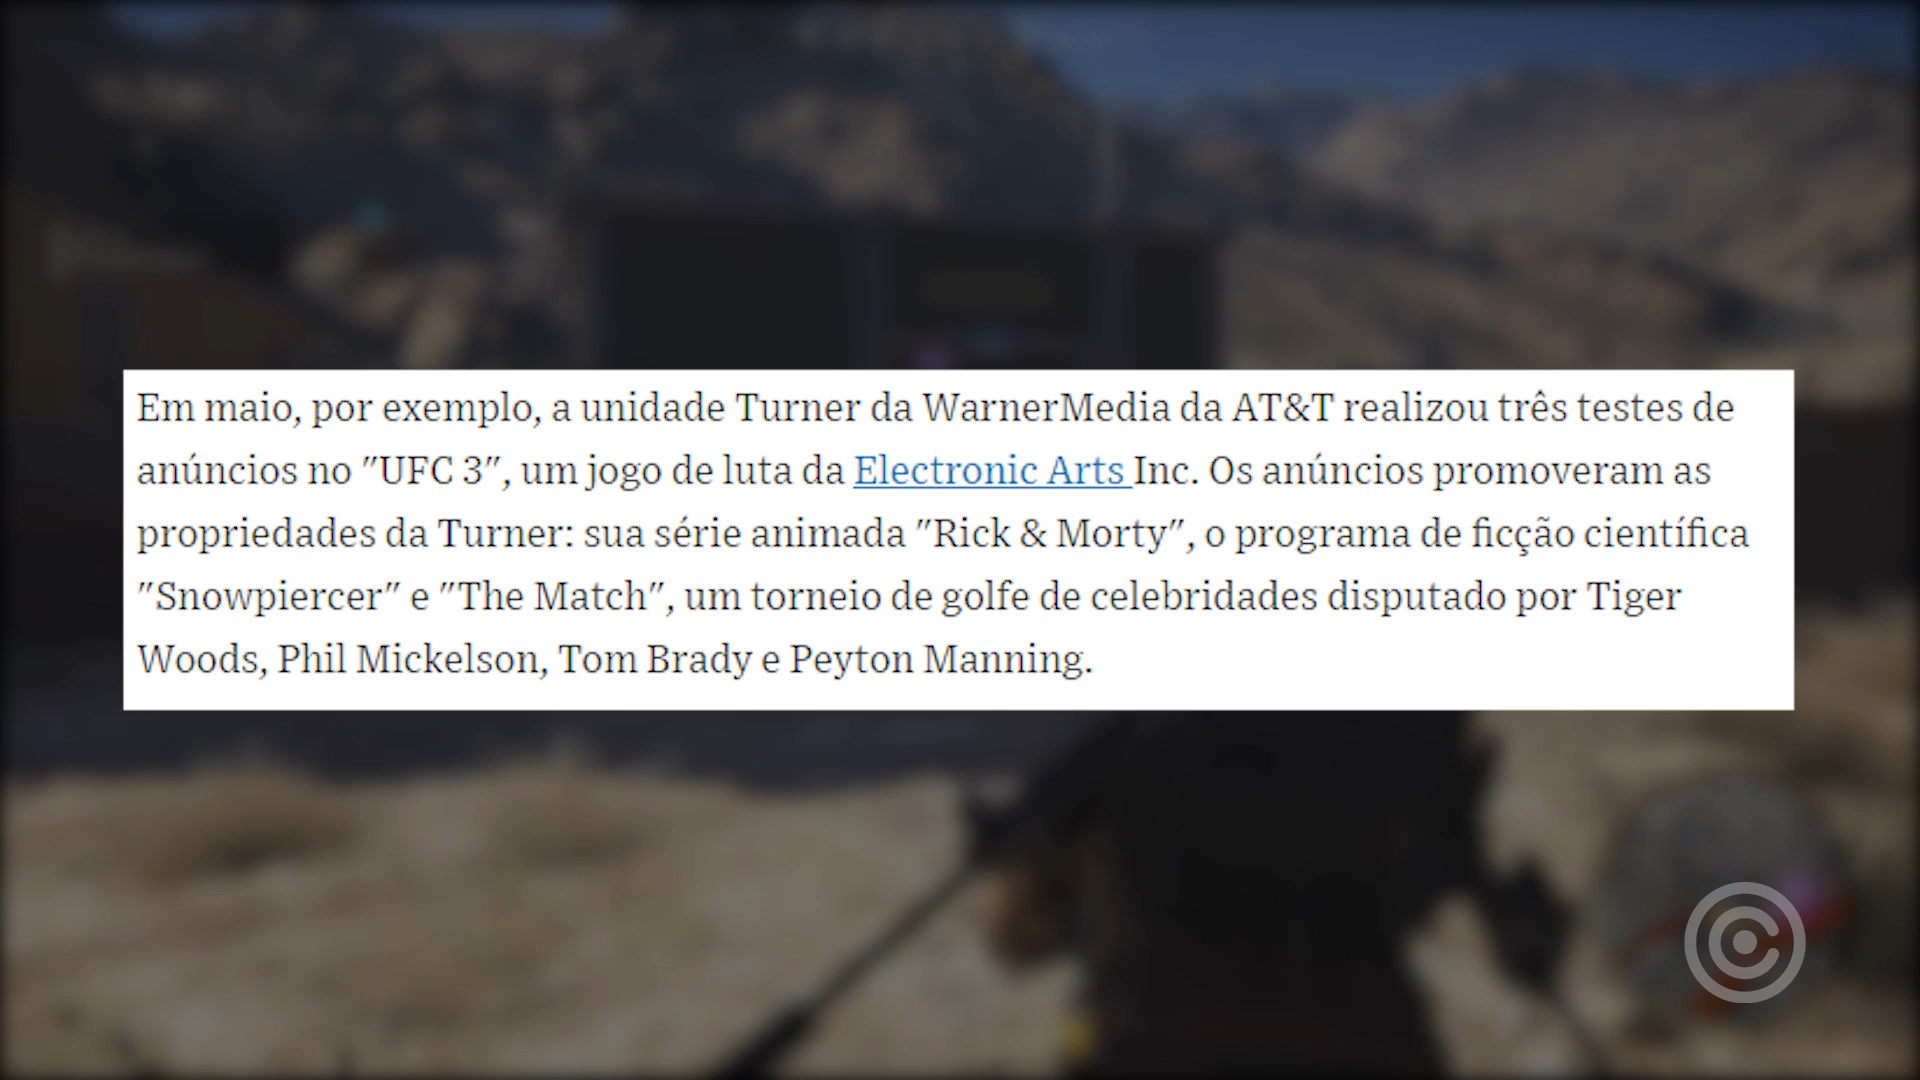 Em maio, por exemplo, a unidade Turner da WarnerMedia da AT&T realizou três testes de
anúncios no "UFC 3", um jogo de luta da Electronic Arts Inc. Os anúncios promoveram as
propriedades da Turner: sua série animada "Rick & Morty", o programa de ficção científica
"Snowpiercer" e "The Match", um torneio de golfe de celebridades disputado por Tiger
Woods, Phil Mickelson, Tom Brady e Peyton Manning.